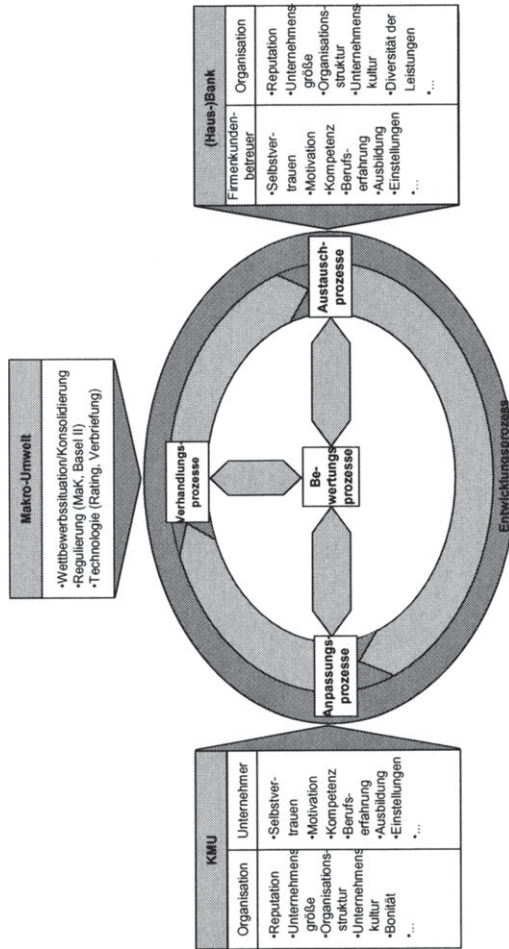 Makro-Umwelt
•Wettbewerbssituation/Konsolidierung
•Regulierung (MaK, Basel II)
•Technologie (Rating, Verbriefung)
KMU
Organisation
•Reputation
•Unternehmens
größe
•Organisations-
struktur
•Unternehmens
kultur
•Bonität
•...
Unternehmer
•Selbstver-
trauen
•Motivation
•Kompetenz
•Berufs-
erfahrung
•Ausbildung
•Einstellungen
•...
Verhandlungs-
prozesse
Anpassungs-
prozesse
Be-
wertungs-
prozesse
Austausch-
prozesse
Entwicklungsprozess
(Haus-)Bank
Firmenkunden-
betreuer
•Selbstver-
trauen
•Motivation
•Kompetenz
•Berufs-
erfahrung
•Ausbildung
•Einstellungen
•...
Organisation
•Reputation
•Unternehmens
größe
•Organisations-
struktur
•Unternehmens
kultur
•Diversität der
Leistungen
•...